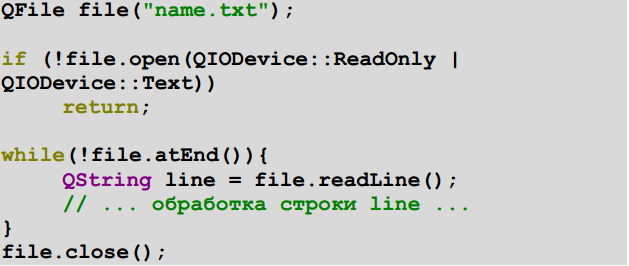 QFile file("name.txt");
if (!file.open(QIODevice::ReadOnly |
QIODevice::Text))
return;
while(!file.atEnd()){
QString line = file.readLine();
// ... обработка строки line ...
}
file.close();